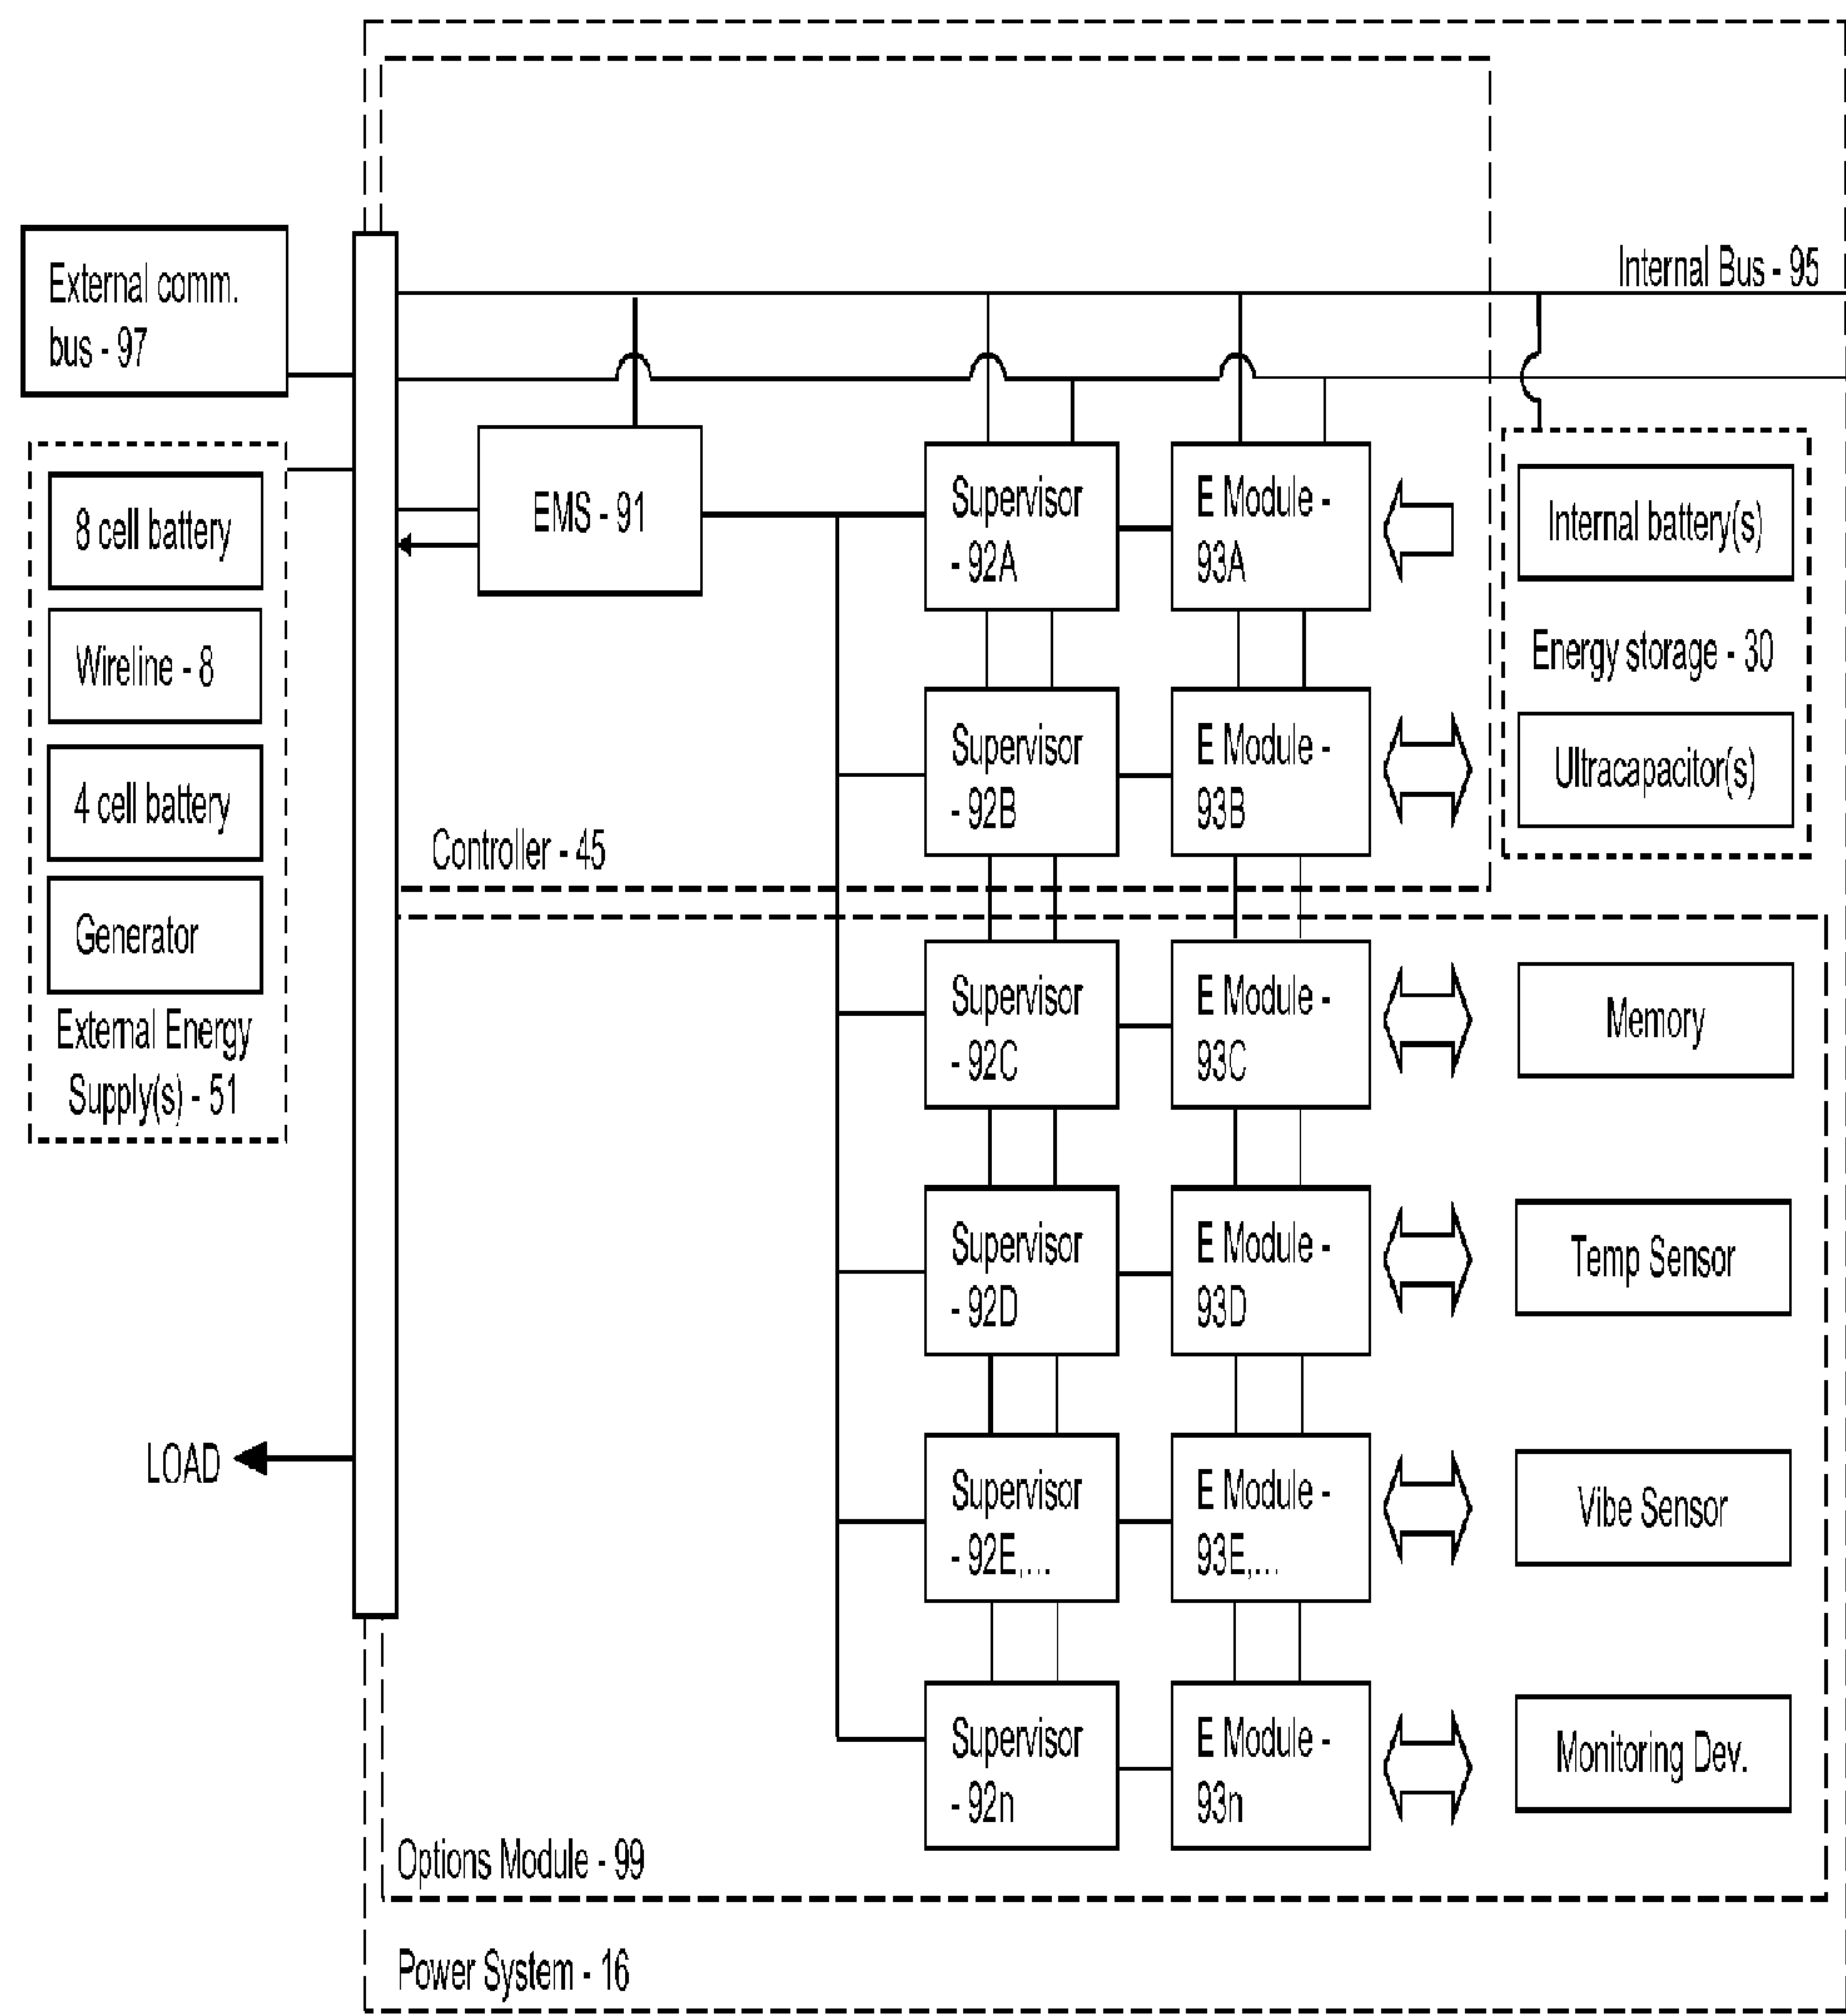 Internal Bus - 95
External comm.
bus - 97
8 cell battery
Wireline - 8
4 cell battery
Generator
External Energy
Supply(s) - 51
LOAD
EMS - 91
Controller - 45
Supervisor
- 92A
E Module -
93A
Internal battery(s)
Energy storage - 30
Supervisor
- 92B
E Module -
93B
Ultracapacitor(s)
Supervisor
- 92C
E Module -
93C
Memory
Supervisor
- 92D
E Module -
93D
Temp Sensor
Supervisor
- 92E,...
E Module -
93E,...
Vibe Sensor
Supervisor
- 92n
E Module -
93n
Monitoring Dev.
Options Module - 99
Power System - 16